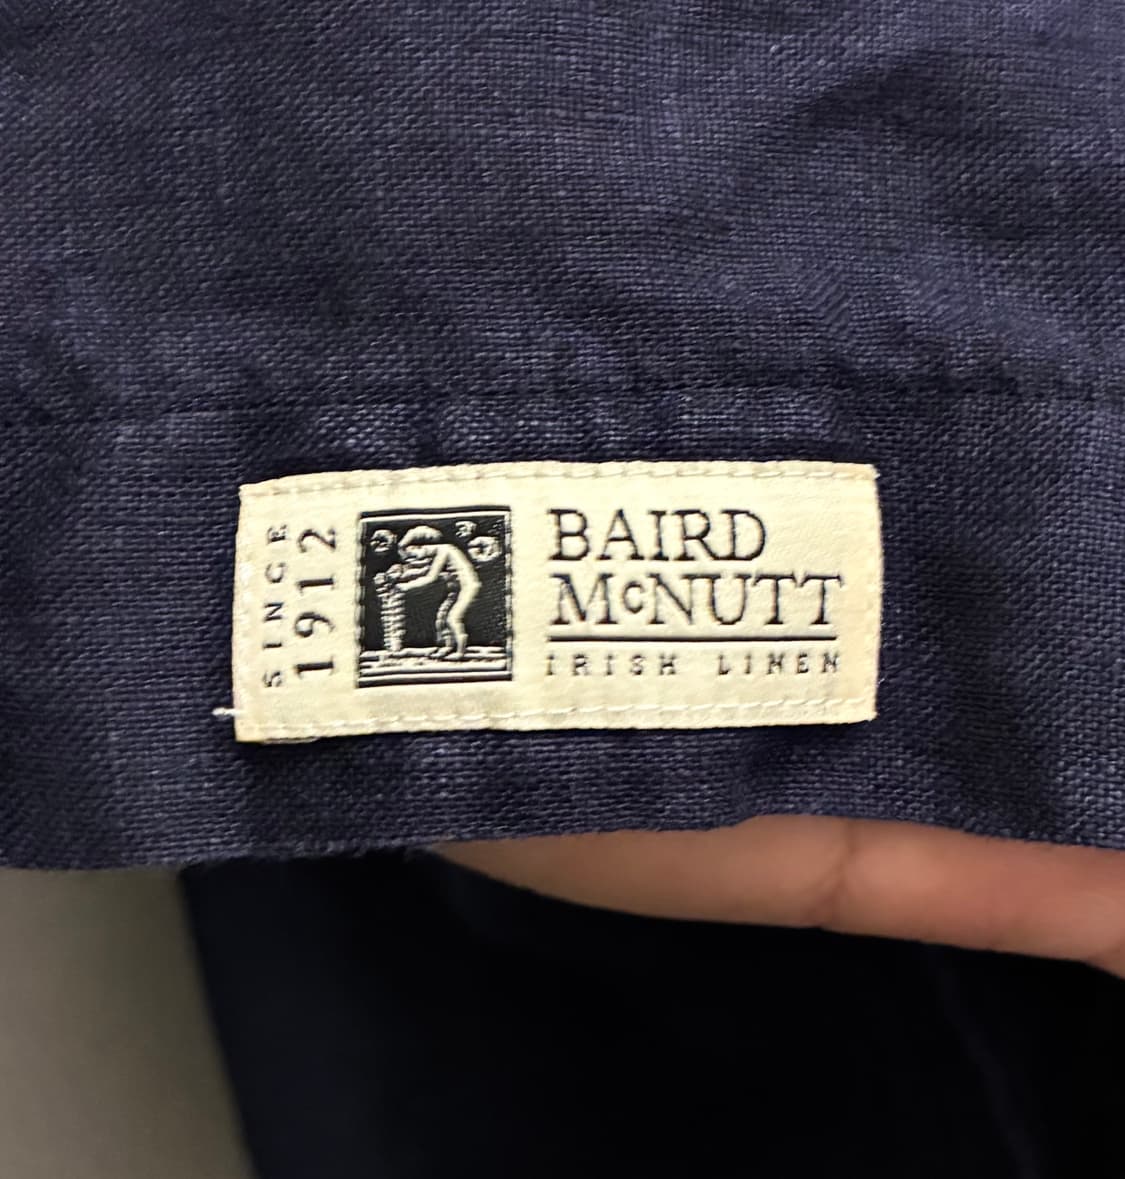 SINCE
1912
BAIRD
McNUTT
IRISH LINEN